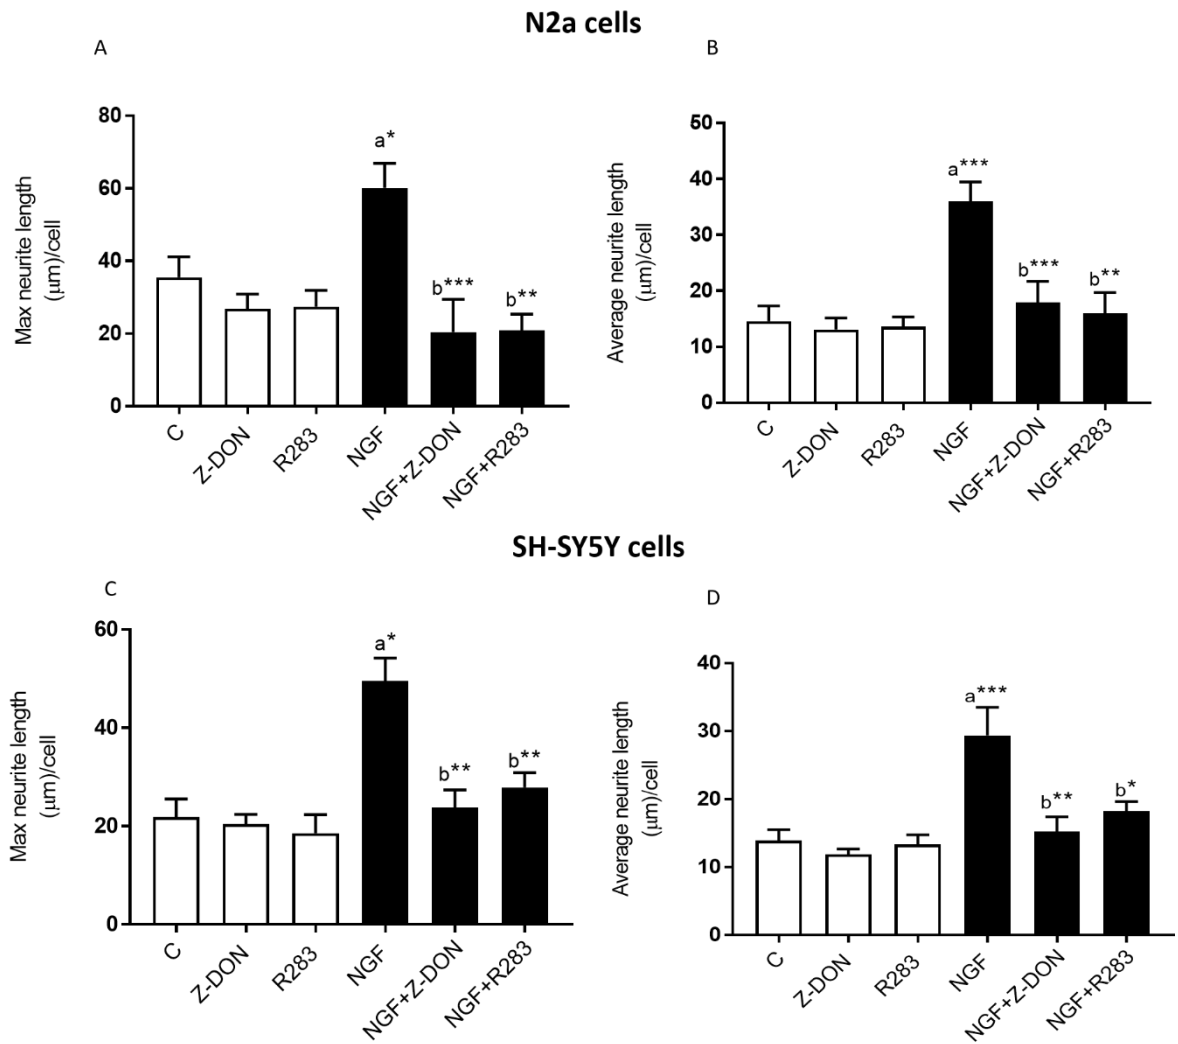 N2a cells
A
80
60
40
20
0
Max neurite length
(μm)/cell
a*
b***
b**
C
Z-DON
R283
NGF
NGF+Z-DON
NGF+R283
B
50
40
30
20
10
0
Average neurite length
(μm)/cell
a***
b***
b**
C
Z-DON
R283
NGF
NGF+Z-DON
NGF+R283
SH-SY5Y cells
C
60
40
20
0
Max neurite length
(μm)/cell
a*
b**
b**
C
Z-DON
R283
NGF
NGF+Z-DON
NGF+R283
D
40
30
20
10
0
Average neurite length
(μm)/cell
a***
b**
b*
C
Z-DON
R283
NGF
NGF+Z-DON
NGF+R283